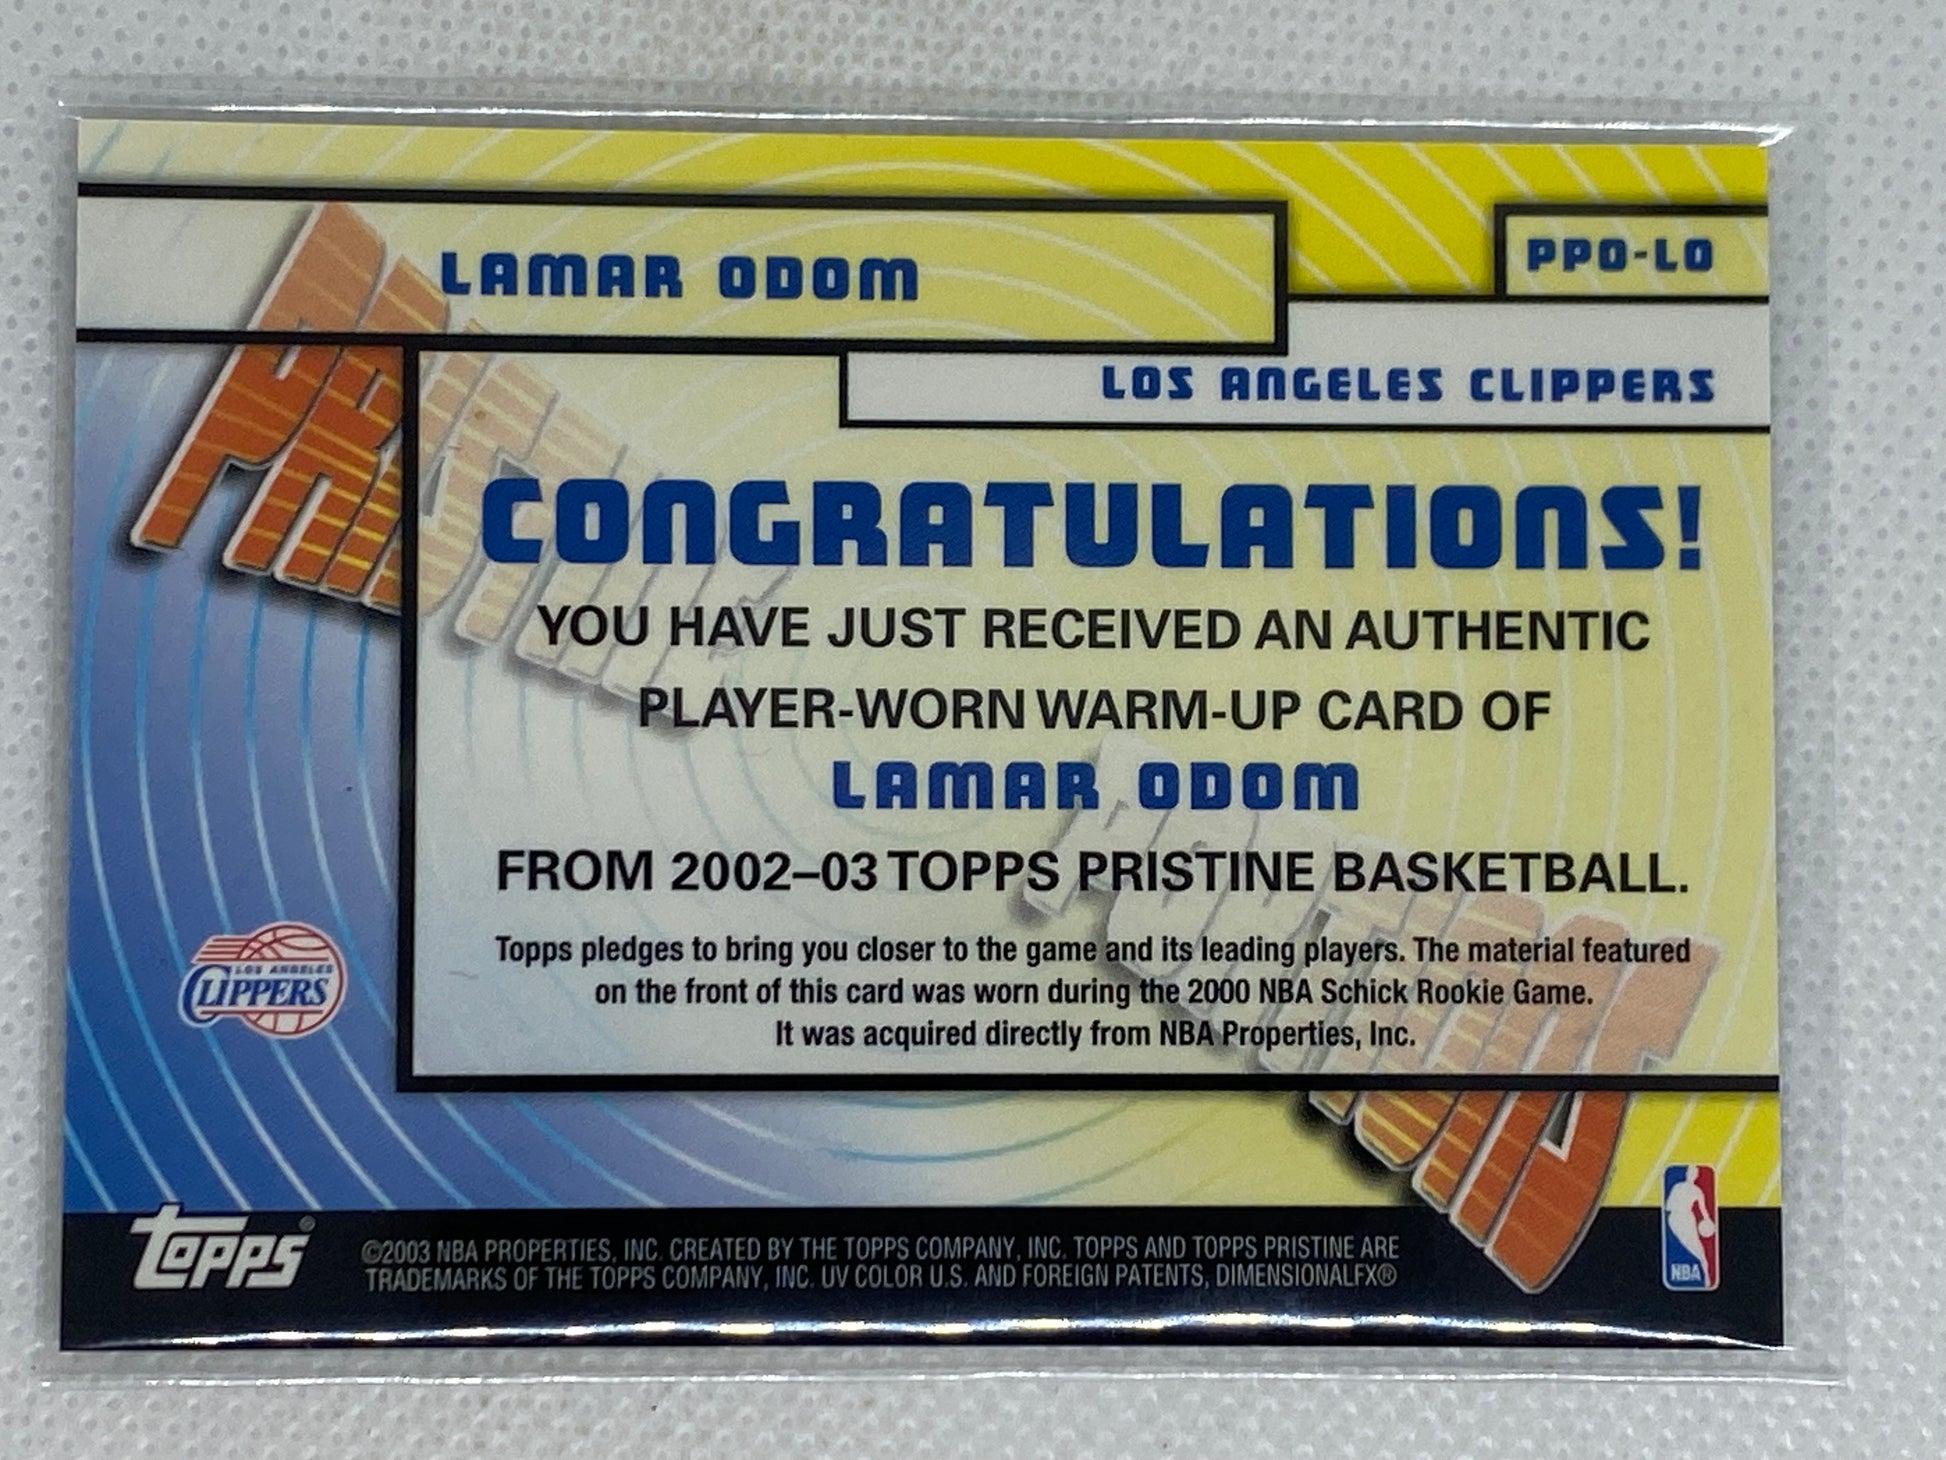 LAMAR ODOM
PPO-LO
LOS ANGELES CLIPPERS
PRISTINE
CONGRATULATIONS!
YOU HAVE JUST RECEIVED AN AUTHENTIC
PLAYER-WORN WARM-UP CARD OF
LAMAR ODOM
FROM 2002–03 TOPPS PRISTINE BASKETBALL.
PORTIONS
Topps pledges to bring you closer to the game and its leading players. The material featured
on the front of this card was worn during the 2000 NBA Schick Rookie Game.
It was acquired directly from NBA Properties, Inc.
LOS ANGELES
CLIPPERS
Topps®
©2003 NBA PROPERTIES, INC. CREATED BY THE TOPPS COMPANY, INC. TOPPS AND TOPPS PRISTINE ARE
TRADEMARKS OF THE TOPPS COMPANY, INC. UV COLOR U.S. AND FOREIGN PATENTS, DIMENSIONALFX®
NBA